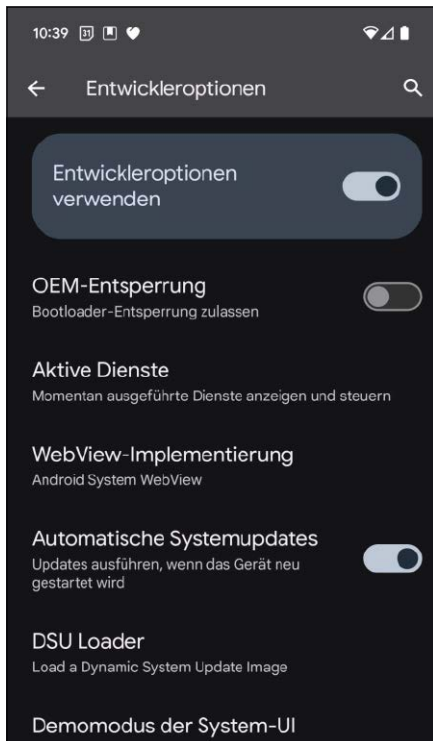 10:39 31
Entwickleroptionen
Entwickleroptionen
verwenden
OEM-Entsperrung
Bootloader-Entsperrung zulassen
Aktive Dienste
Momentan ausgeführte Dienste anzeigen und steuern
WebView-Implementierung
Android System WebView
Automatische Systemupdates
Updates ausführen, wenn das Gerät neu
gestartet wird
DSU Loader
Load a Dynamic System Update Image
Demomodus der System-UI